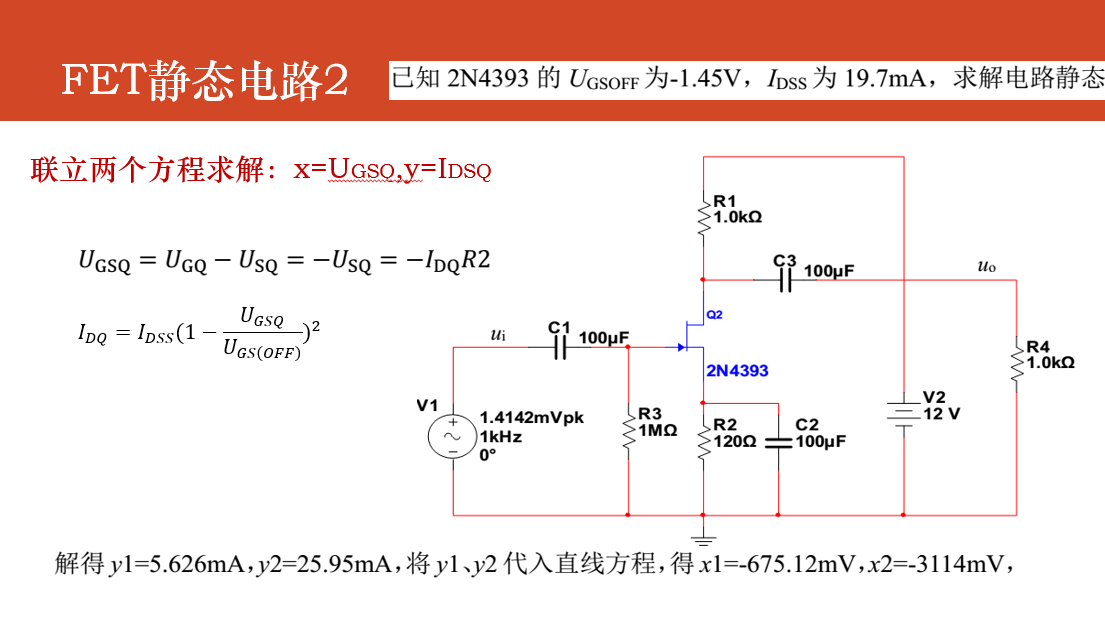 FET静态电路2
已知 2N4393 的 UGSOFF 为-1.45V，IDSS 为 19.7mA，求解电路静态
联立两个方程求解：x=UGSQ,y=IDSQ
UGSQ = UGQ − USQ = −USQ = −IDQR2
IDQ = IDSS(1 − UGSQ/UGS(OFF))²
R1
1.0kΩ
C3
100µF
uo
Q2
ui
C1
100µF
2N4393
R4
1.0kΩ
V1
1.4142mVpk
1kHz
0°
R3
1MΩ
R2
120Ω
C2
100µF
V2
12 V
解得 y1=5.626mA，y2=25.95mA，将 y1、y2 代入直线方程，得 x1=-675.12mV，x2=-3114mV，